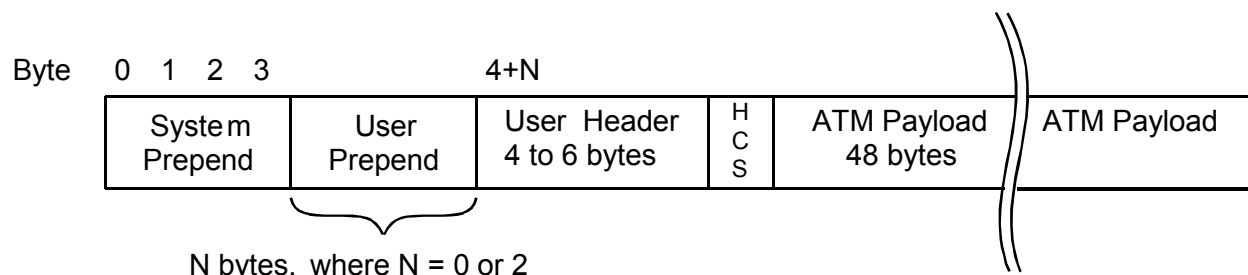 Byte 0 1 2 3 4+N
System Prepend
User Prepend
User Header
4 to 6 bytes
H
C
S
ATM Payload
48 bytes
ATM Payload
N bytes, where N = 0 or 2